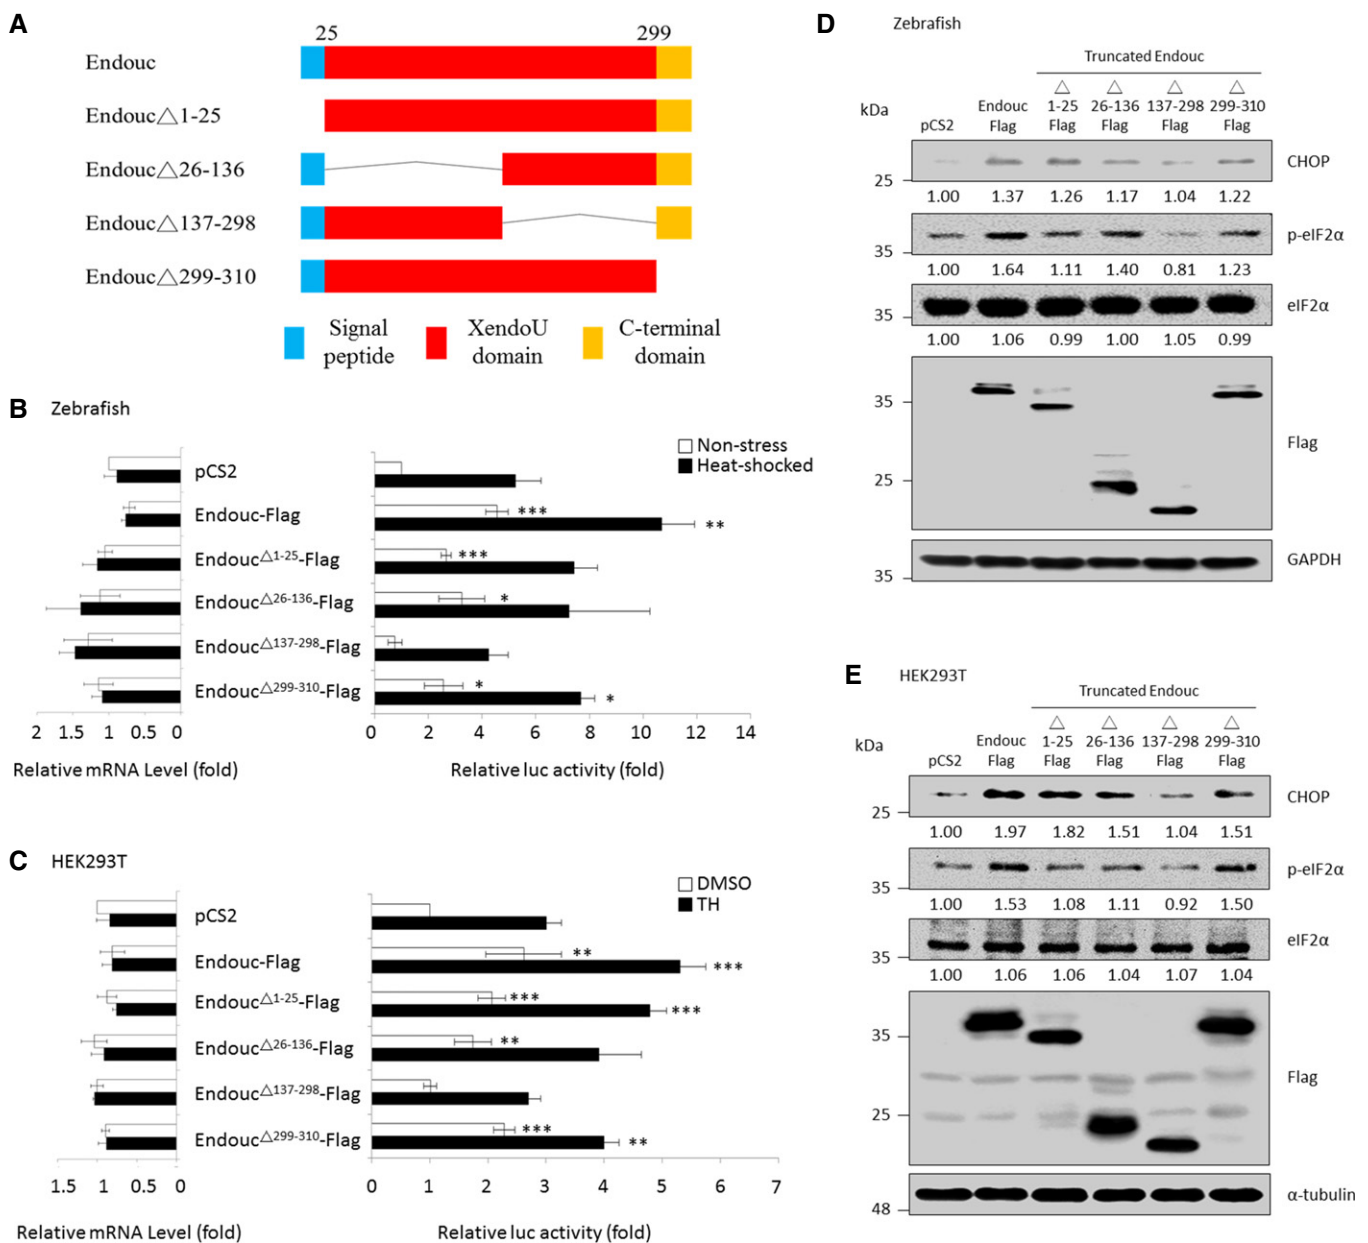 A
25 299
Endouc
Endouc△1-25
Endouc△26-136
Endouc△137-298
Endouc△299-310
Signal peptide
XendoU domain
C-terminal domain
B Zebrafish
Non-stress
Heat-shocked
pCS2
Endouc-Flag
Endouc△1-25-Flag
Endouc△26-136-Flag
Endouc△137-298-Flag
Endouc△299-310-Flag
***
**
***
*
*
*
2 1.5 1 0.5 0
0 2 4 6 8 10 12 14
Relative mRNA Level (fold)
Relative luc activity (fold)
C HEK293T
DMSO
TH
pCS2
Endouc-Flag
Endouc△1-25-Flag
Endouc△26-136-Flag
Endouc△137-298-Flag
Endouc△299-310-Flag
**
***
***
***
**
***
**
1.5 1 0.5 0
0 1 2 3 4 5 6 7
Relative mRNA Level (fold)
Relative luc activity (fold)
D Zebrafish
Truncated Endouc
△ △ △ △
kDa
pCS2
Endouc Flag
1-25 Flag
26-136 Flag
137-298 Flag
299-310 Flag
CHOP
25
1.00 1.37 1.26 1.17 1.04 1.22
p-eIF2α
35
1.00 1.64 1.11 1.40 0.81 1.23
eIF2α
35
1.00 1.06 0.99 1.00 1.05 0.99
35
Flag
25
GAPDH
35
E HEK293T
Truncated Endouc
△ △ △ △
kDa
pCS2
Endouc Flag
1-25 Flag
26-136 Flag
137-298 Flag
299-310 Flag
CHOP
25
1.00 1.97 1.82 1.51 1.04 1.51
p-eIF2α
35
1.00 1.53 1.08 1.11 0.92 1.50
eIF2α
35
1.00 1.06 1.06 1.04 1.07 1.04
35
Flag
25
α-tubulin
48